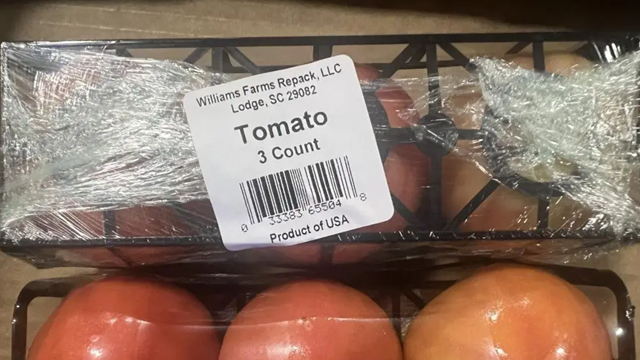 Williams Farms Repack, LLC
Lodge, SC 29082
Tomato
3 Count
0 33383 65504 8
Product of USA